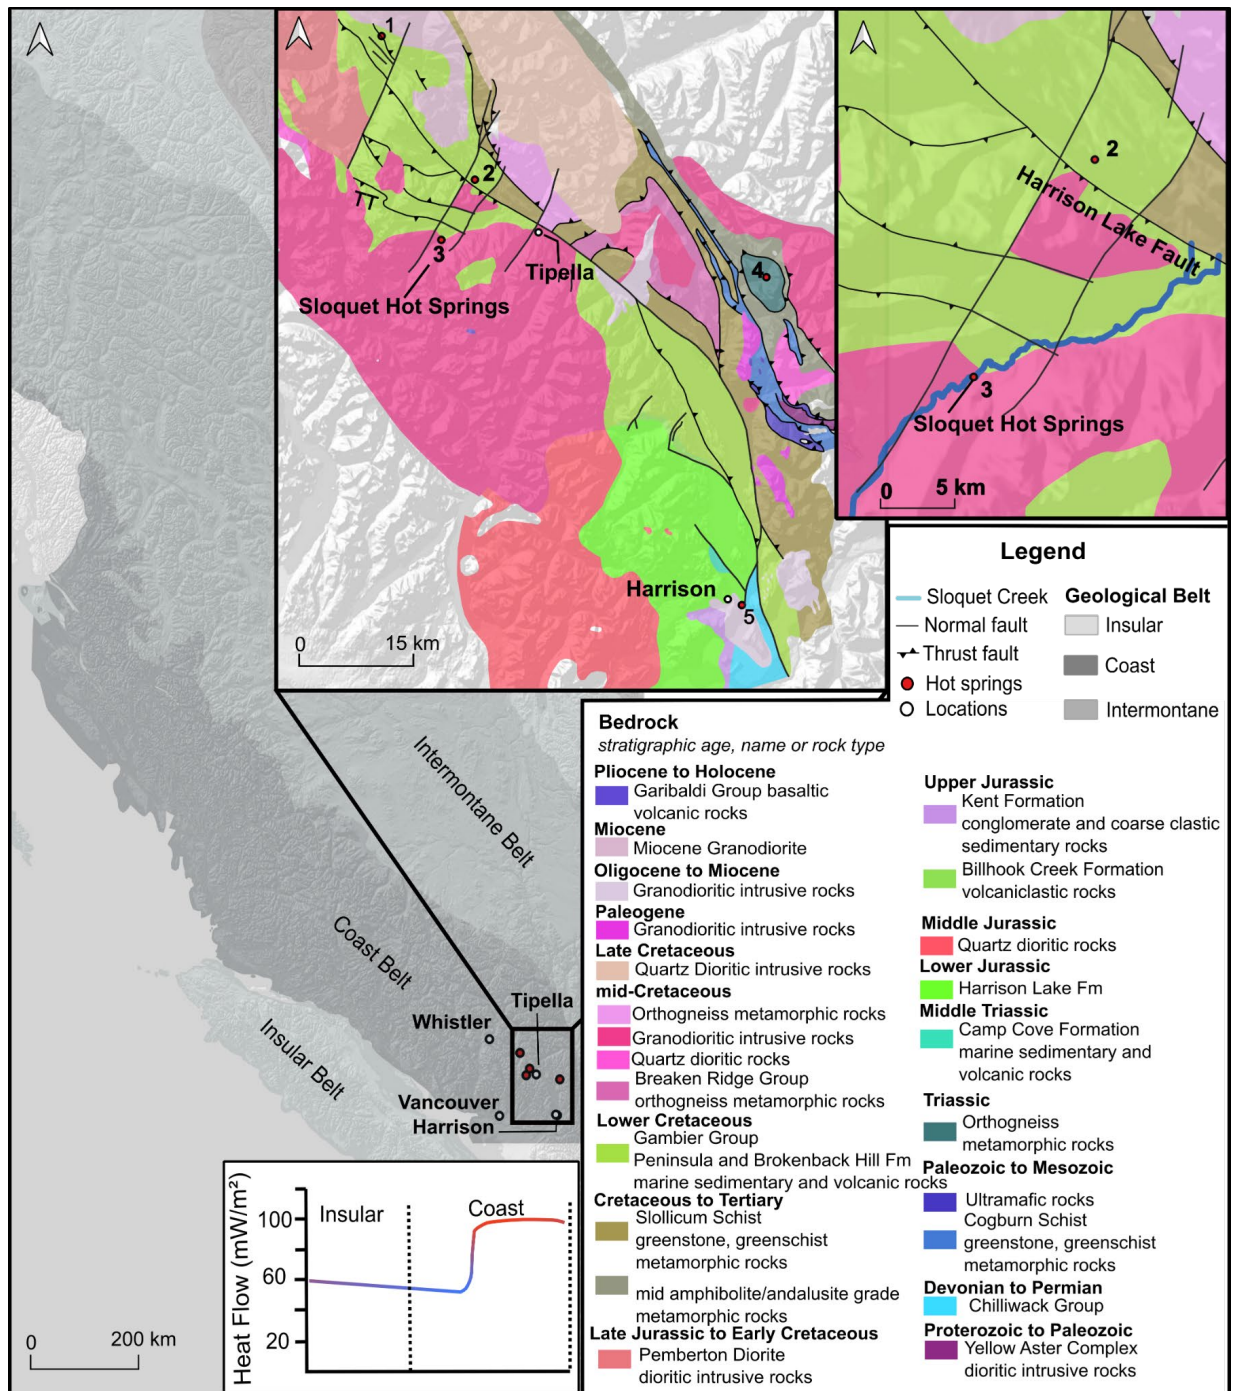 1
2
TT
3
Tipella
Sloquet Hot Springs
4
Harrison
5
0 15 km
2
Harrison Lake Fault
3
Sloquet Hot Springs
0 5 km
Intermontane Belt
Coast Belt
Insular Belt
Tipella
Whistler
Vancouver
Harrison
0 200 km
Heat Flow (mW/m²)
100
60
20
Insular
Coast
Legend
Sloquet Creek
Normal fault
Thrust fault
Hot springs
Locations
Geological Belt
Insular
Coast
Intermontane
Bedrock
stratigraphic age, name or rock type
Pliocene to Holocene
Garibaldi Group basaltic
volcanic rocks
Miocene
Miocene Granodiorite
Oligocene to Miocene
Granodioritic intrusive rocks
Paleogene
Granodioritic intrusive rocks
Late Cretaceous
Quartz Dioritic intrusive rocks
mid-Cretaceous
Orthogneiss metamorphic rocks
Granodioritic intrusive rocks
Quartz dioritic rocks
Breaken Ridge Group
orthogneiss metamorphic rocks
Lower Cretaceous
Gambier Group
Peninsula and Brokenback Hill Fm
marine sedimentary and volcanic rocks
Cretaceous to Tertiary
Slollicum Schist
greenstone, greenschist
metamorphic rocks
mid amphibolite/andalusite grade
metamorphic rocks
Late Jurassic to Early Cretaceous
Pemberton Diorite
dioritic intrusive rocks
Upper Jurassic
Kent Formation
conglomerate and coarse clastic
sedimentary rocks
Billhook Creek Formation
volcaniclastic rocks
Middle Jurassic
Quartz dioritic rocks
Lower Jurassic
Harrison Lake Fm
Middle Triassic
Camp Cove Formation
marine sedimentary and
volcanic rocks
Triassic
Orthogneiss
metamorphic rocks
Paleozoic to Mesozoic
Ultramafic rocks
Cogburn Schist
greenstone, greenschist
metamorphic rocks
Devonian to Permian
Chilliwack Group
Proterozoic to Paleozoic
Yellow Aster Complex
dioritic intrusive rocks